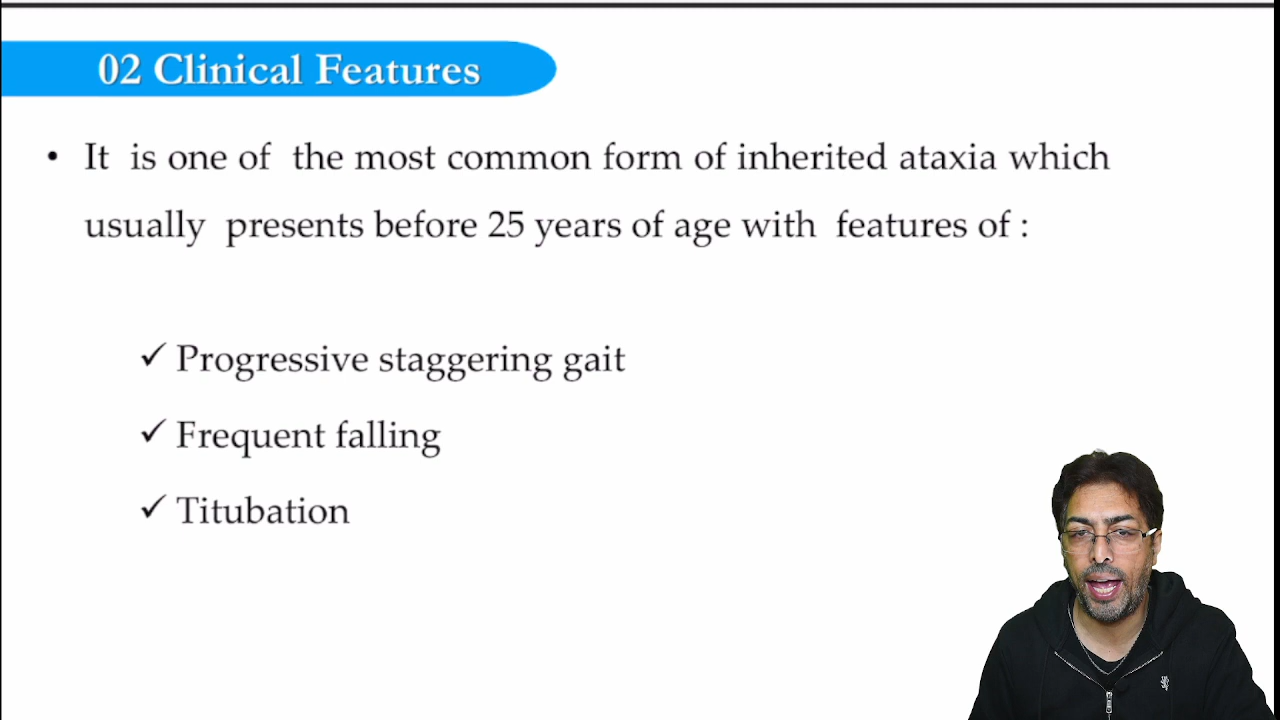 02 Clinical Features
• It is one of the most common form of inherited ataxia which
usually presents before 25 years of age with features of :
✓ Progressive staggering gait
✓ Frequent falling
✓ Titubation